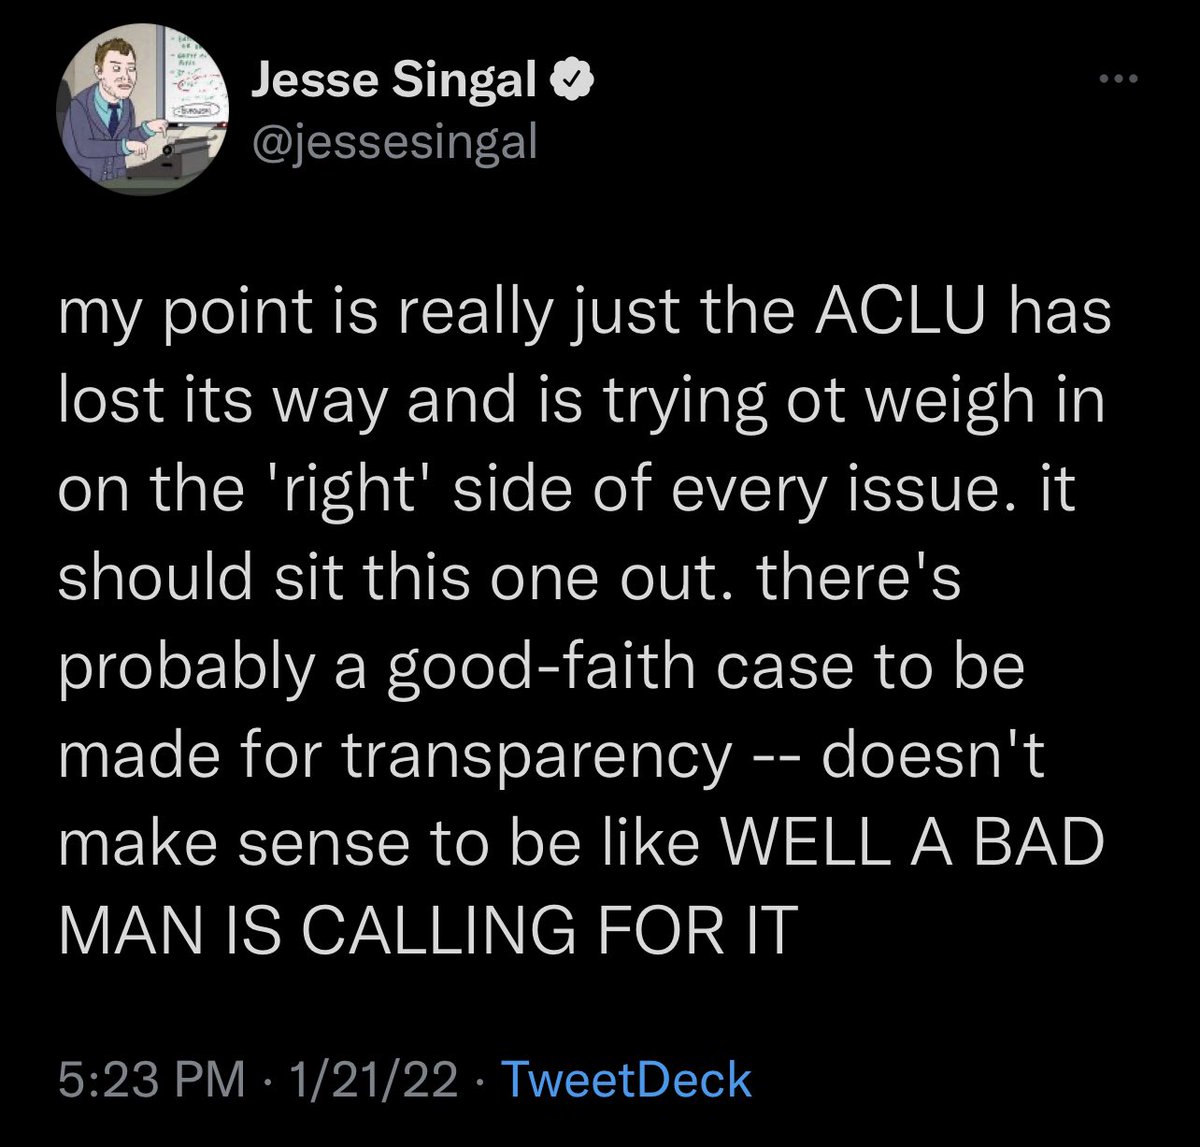 Jesse Singal
@jessesingal
my point is really just the ACLU has
lost its way and is trying ot weigh in
on the 'right' side of every issue. it
should sit this one out. there's
probably a good-faith case to be
made for transparency -- doesn't
make sense to be like WELL A BAD
MAN IS CALLING FOR IT
5:23 PM · 1/21/22 · TweetDeck